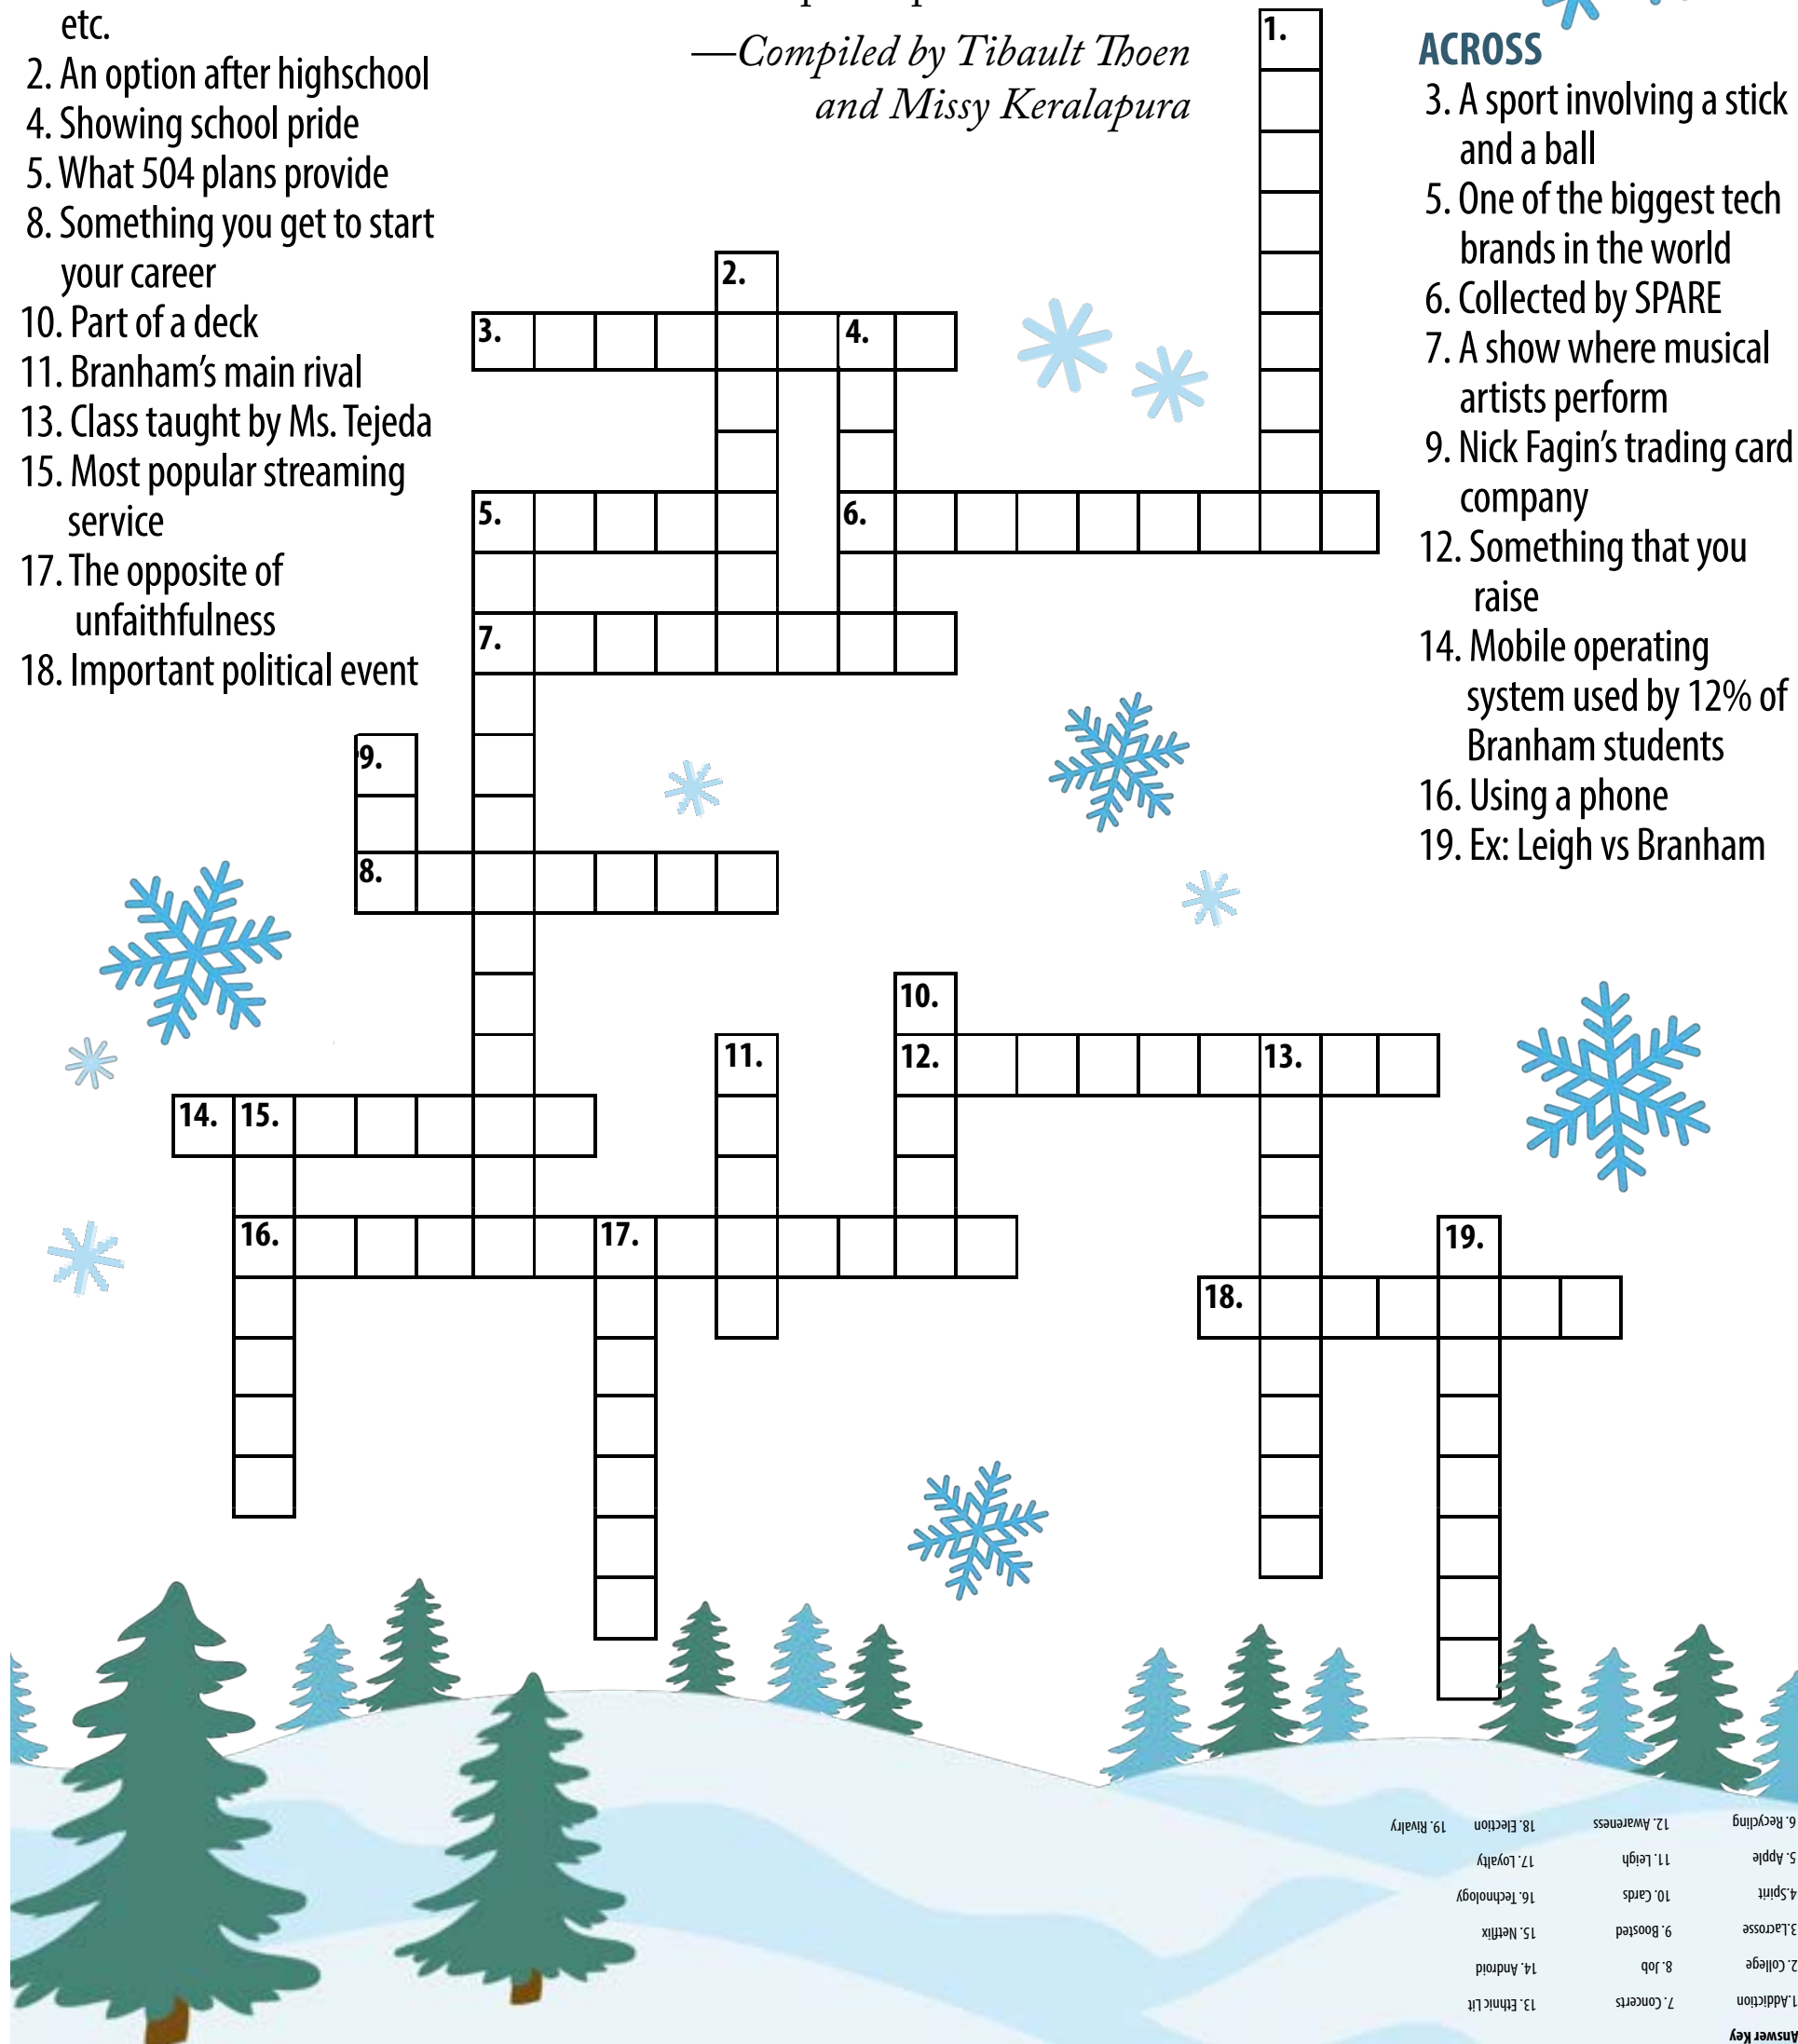 etc.
2. An option after highschool
4. Showing school pride
5. What 504 plans provide
8. Something you get to start
your career
10. Part of a deck
11. Branham’s main rival
13. Class taught by Ms. Tejeda
15. Most popular streaming
service
17. The opposite of
unfaithfulness
18. Important political event
—Compiled by Tibault Thoen
and Missy Keralapura
ACROSS
3. A sport involving a stick
and a ball
5. One of the biggest tech
brands in the world
6. Collected by SPARE
7. A show where musical
artists perform
9. Nick Fagin’s trading card
company
12. Something that you
raise
14. Mobile operating
system used by 12% of
Branham students
16. Using a phone
19. Ex: Leigh vs Branham
1.
2.
3.
4.
5.
6.
7.
9.
8.
10.
11.
12.
13.
14.
15.
16.
17.
19.
18.
Answer Key
1.Addiction
2. College
3.Lacrosse
4.Spirit
5. Apple
6. Recycling
7. Concerts
8. Job
9. Boosted
10. Cards
11. Leigh
12. Awareness
13. Ethnic Lit
14. Android
15. Netflix
16. Technology
17. Loyalty
18. Election
19. Rivalry